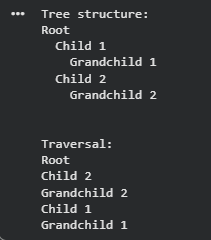 Tree structure:
Root
  Child 1
    Grandchild 1
  Child 2
    Grandchild 2

Traversal:
Root
Child 2
Grandchild 2
Child 1
Grandchild 1